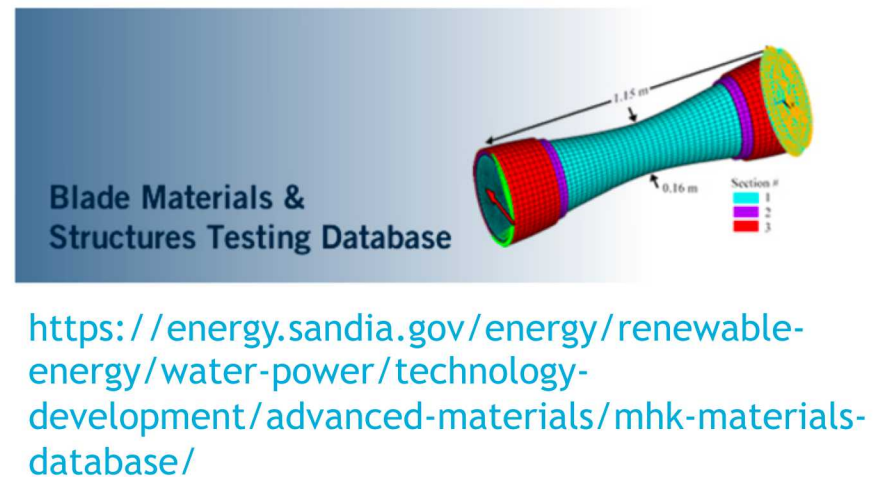 1.15 m
0.16 m
Section #
1
2
3
Blade Materials &
Structures Testing Database
https://energy.sandia.gov/energy/renewable-
energy/water-power/technology-
development/advanced-materials/mhk-materials-
database/